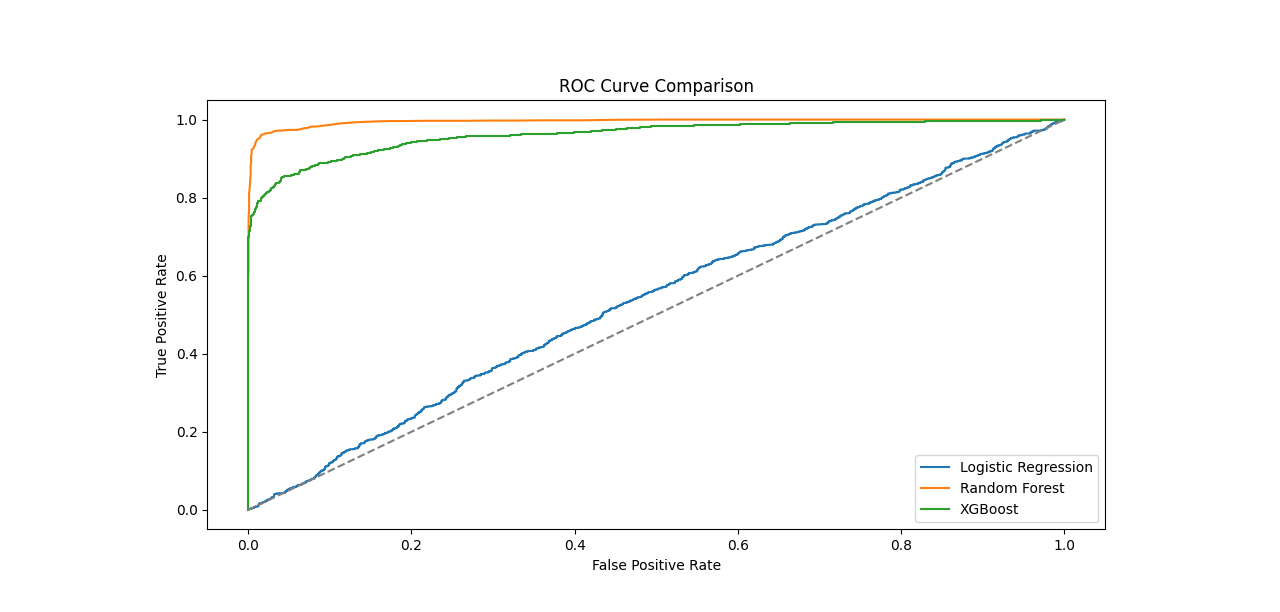 ROC Curve Comparison
True Positive Rate
1.0
0.8
0.6
0.4
0.2
0.0
Logistic Regression
Random Forest
XGBoost
0.0 0.2 0.4 0.6 0.8 1.0
False Positive Rate